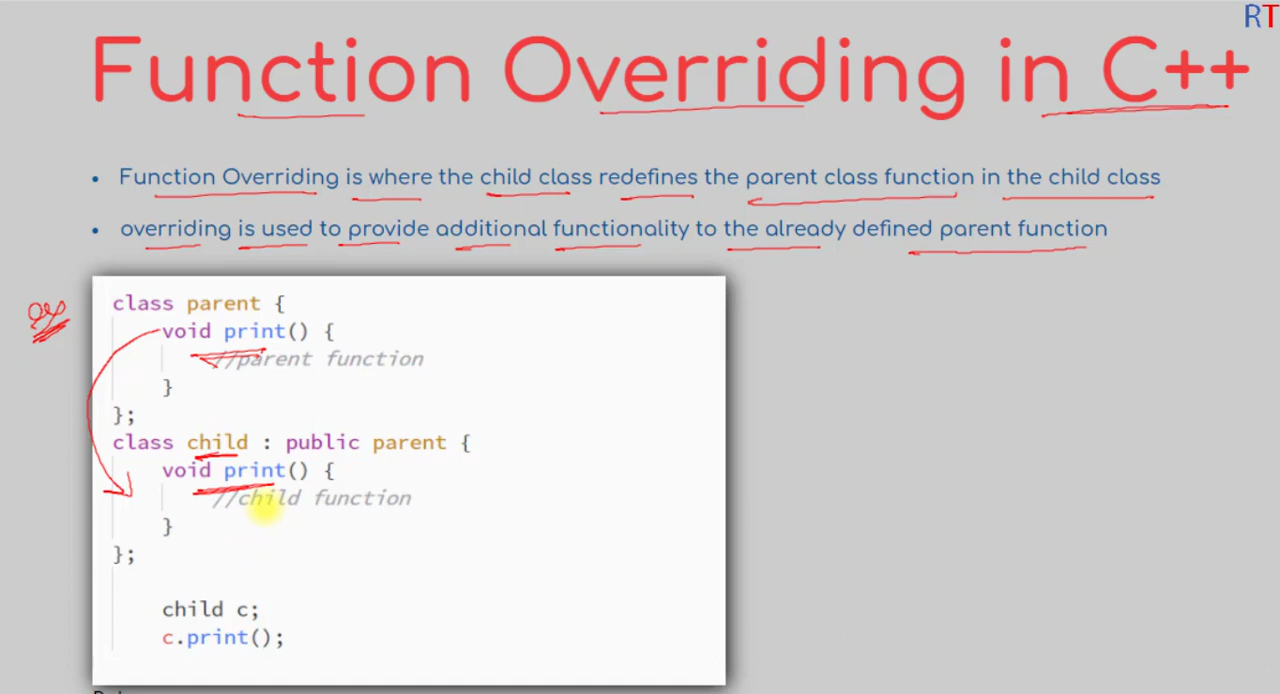 RT
Function Overriding in C++
• Function Overriding is where the child class redefines the parent class function in the child class
• overriding is used to provide additional functionality to the already defined parent function
class parent {
void print() {
//parent function
}
};
class child : public parent {
void print() {
//child function
}
};
child c;
c.print();